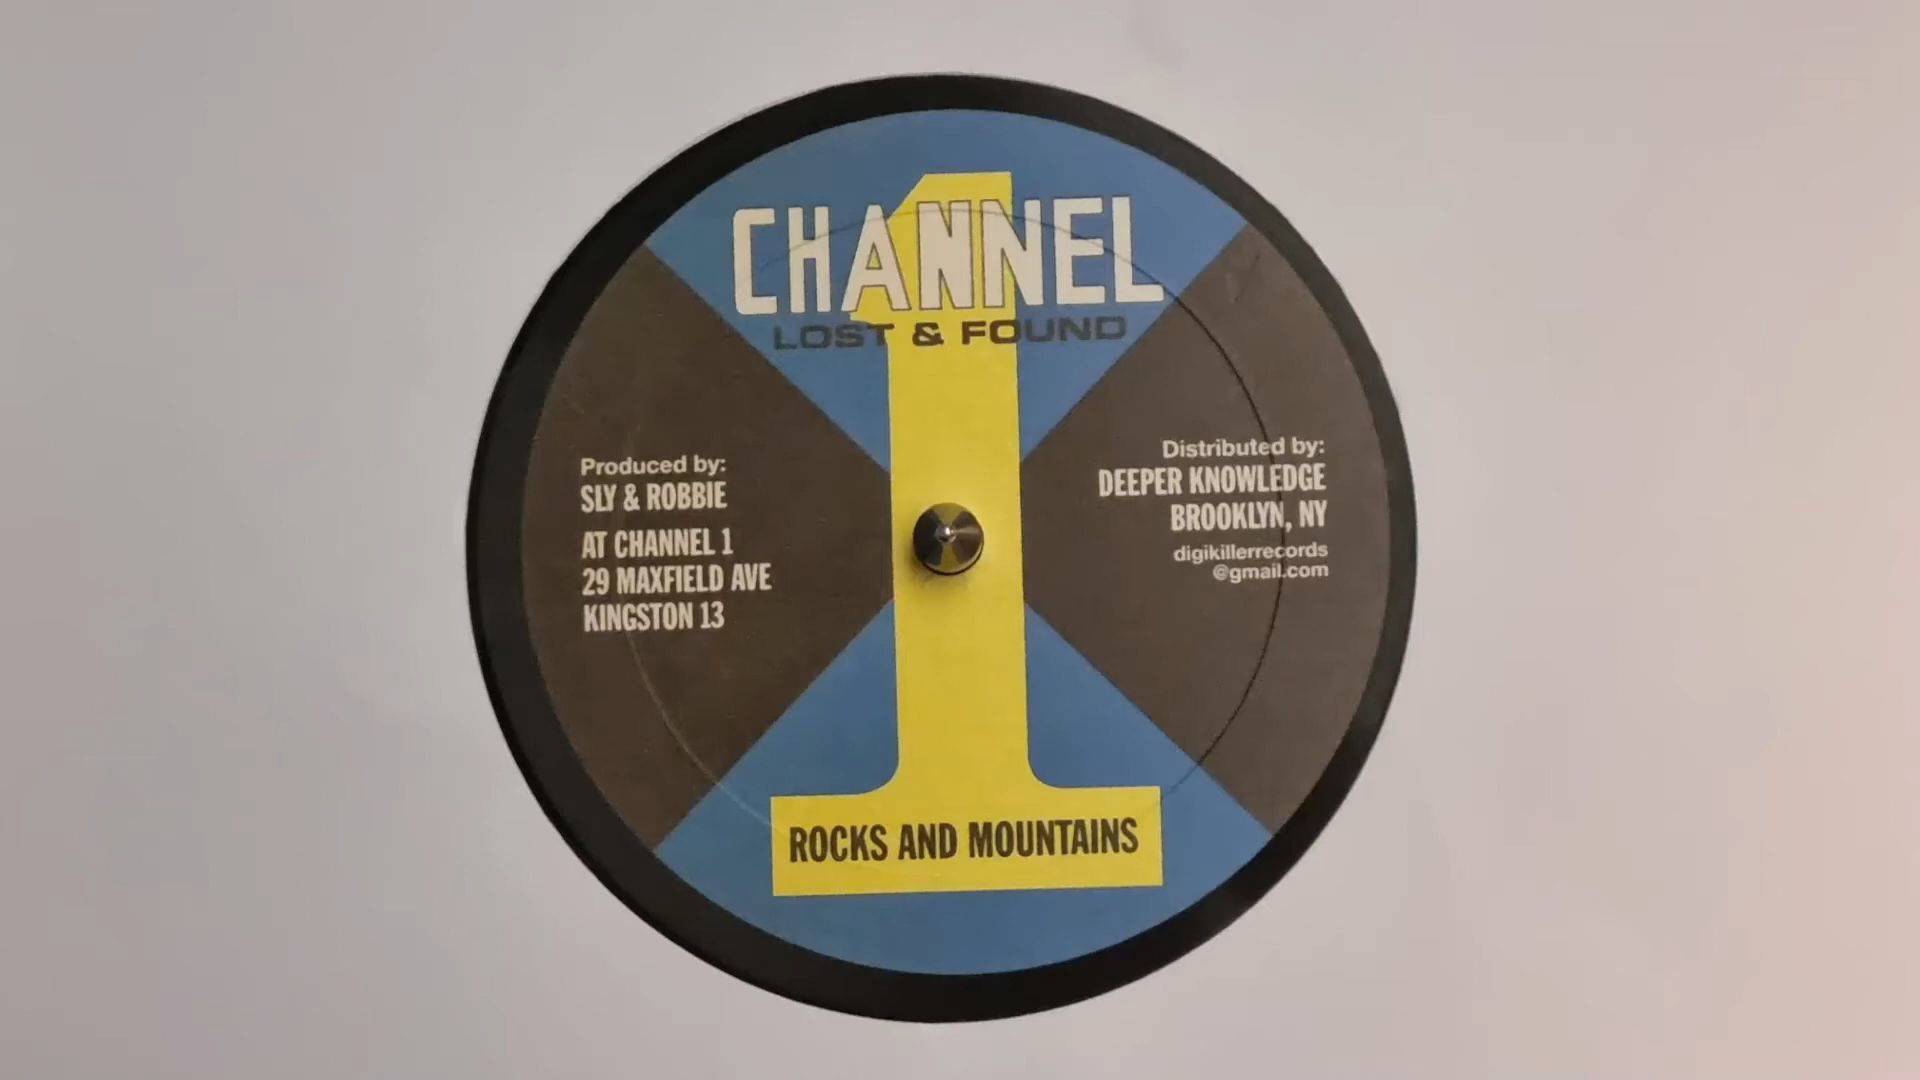 CHANNEL 1
LOST & FOUND
Produced by:
SLY & ROBBIE
AT CHANNEL 1
29 MAXFIELD AVE
KINGSTON 13
Distributed by:
DEEPER KNOWLEDGE
BROOKLYN, NY
digikillerrecords
@gmail.com
ROCKS AND MOUNTAINS